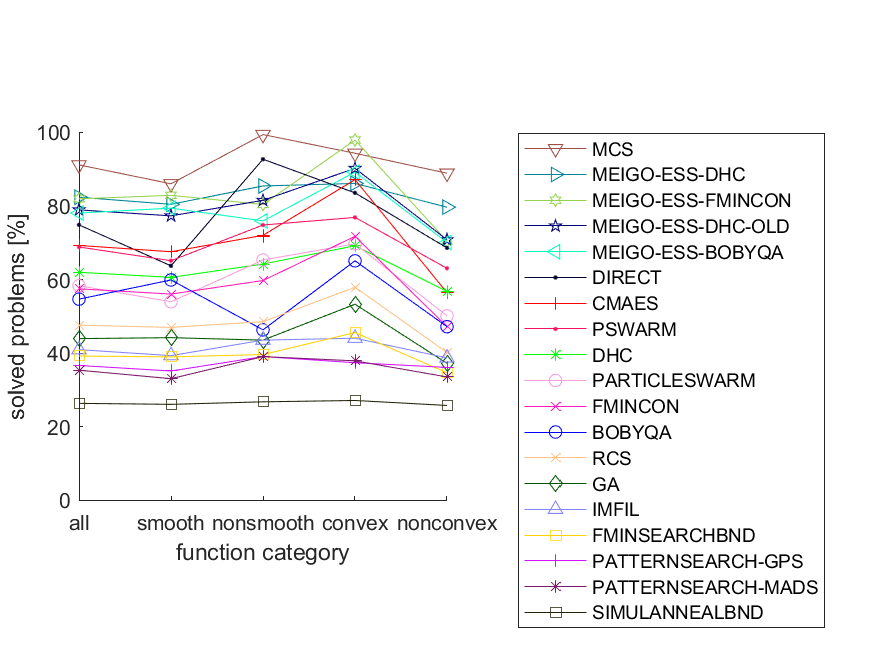 100
80
60
40
20
0
solved problems [%]
all smooth nonsmooth convex nonconvex
function category
MCS
MEIGO-ESS-DHC
MEIGO-ESS-FMINCON
MEIGO-ESS-DHC-OLD
MEIGO-ESS-BOBYQA
DIRECT
CMAES
PSWARM
DHC
PARTICLESWARM
FMINCON
BOBYQA
RCS
GA
IMFIL
FMINSEARCHBND
PATTERNSEARCH-GPS
PATTERNSEARCH-MADS
SIMULANNEALBND